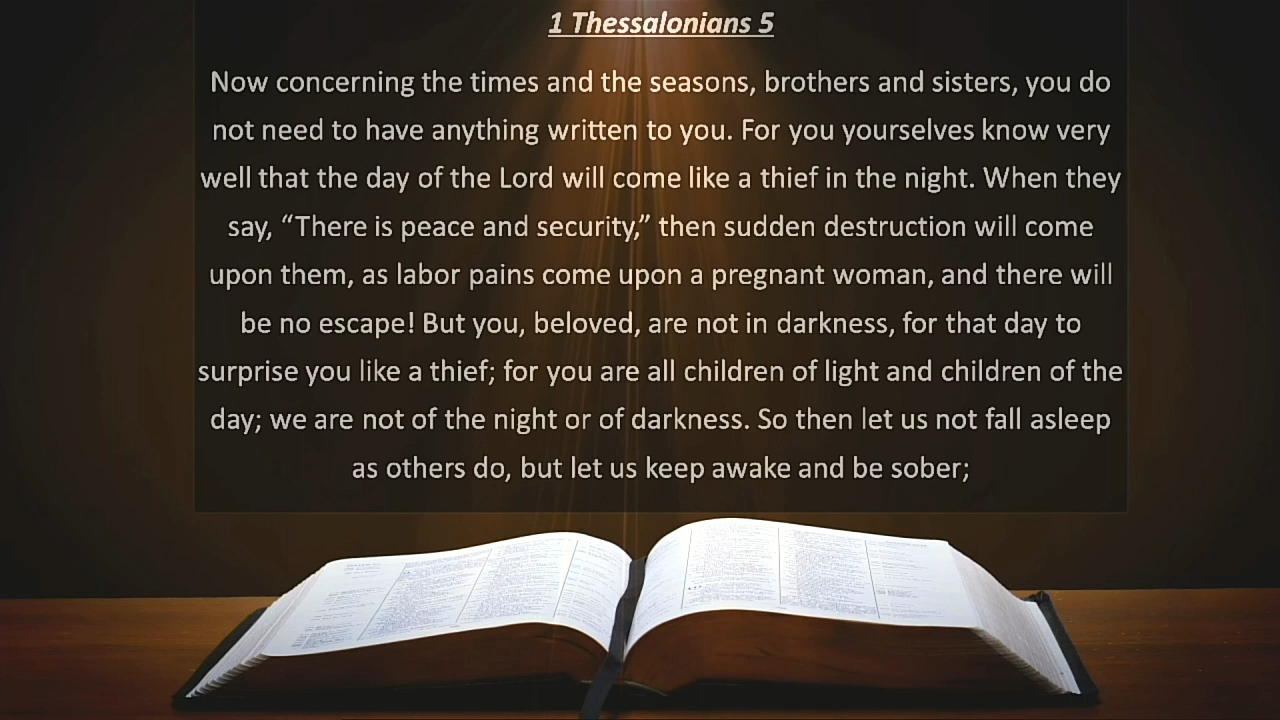 1 Thessalonians 5
Now concerning the times and the seasons, brothers and sisters, you do
not need to have anything written to you. For you yourselves know very
well that the day of the Lord will come like a thief in the night. When they
say, “There is peace and security,” then sudden destruction will come
upon them, as labor pains come upon a pregnant woman, and there will
be no escape! But you, beloved, are not in darkness, for that day to
surprise you like a thief; for you are all children of light and children of the
day; we are not of the night or of darkness. So then let us not fall asleep
as others do, but let us keep awake and be sober;